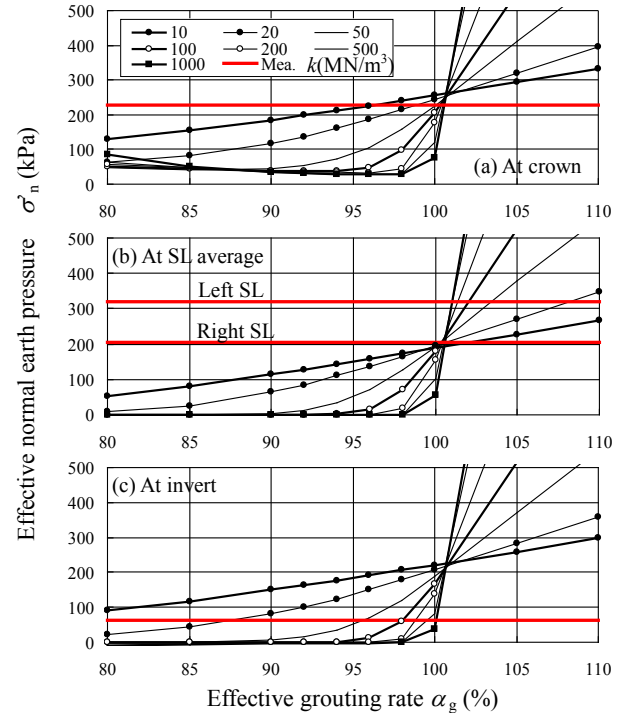 500
400
300
200
100
0
10 20 50
100 200 500
1000 Mea. k(MN/m³)
(a) At crown
80 85 90 95 100 105 110
500
400
300
200
100
0
(b) At SL average
Left SL
Right SL
80 85 90 95 100 105 110
500
400
300
200
100
0
(c) At invert
80 85 90 95 100 105 110
Effective normal earth pressure σ'n (kPa)
Effective grouting rate αg (%)